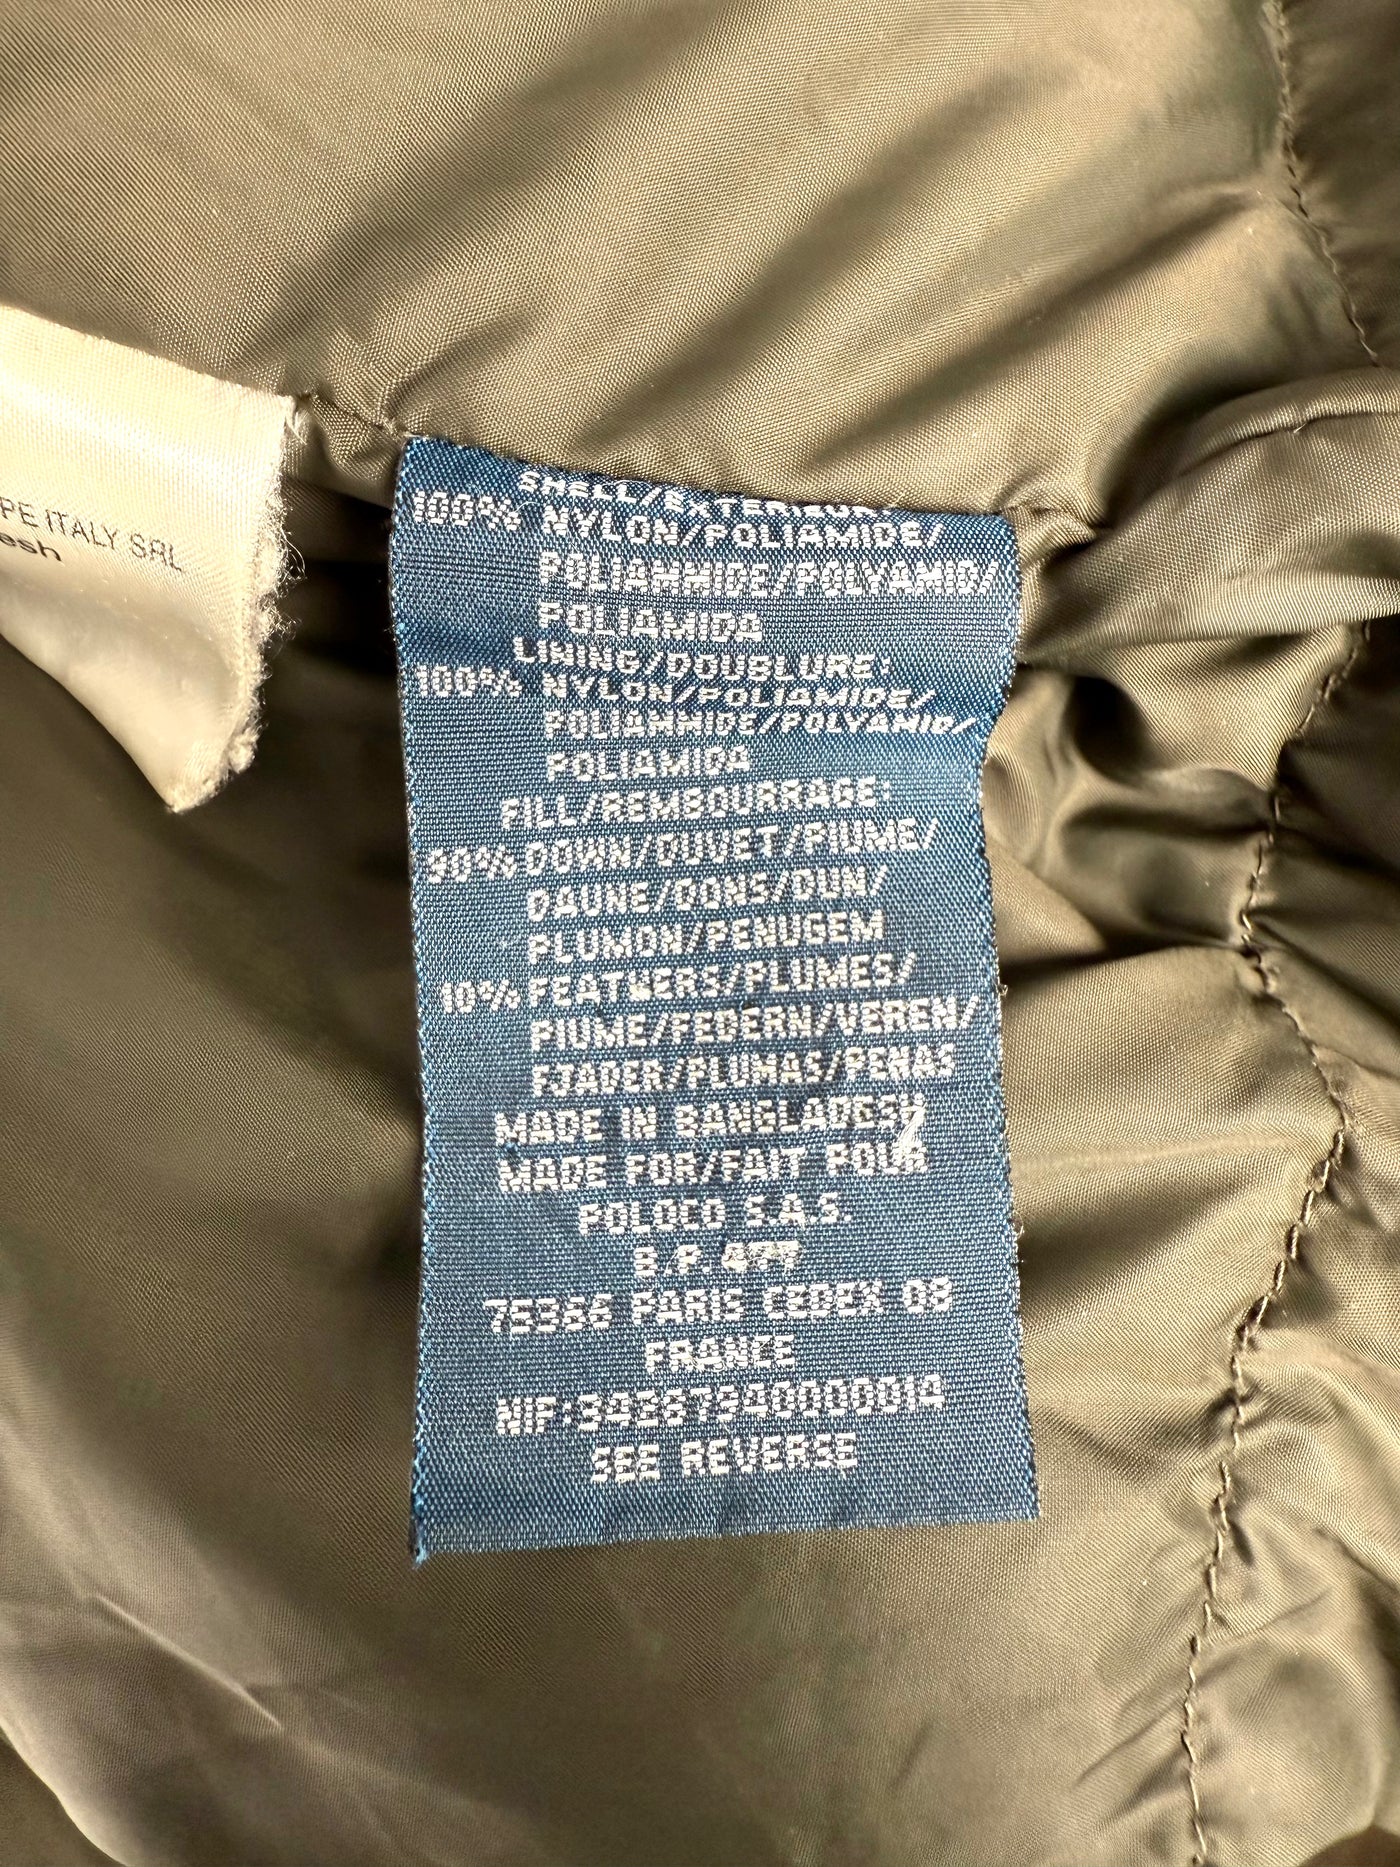 PE ITALY SRL
esh
SHELL/EXTERIEUR:
100% NYLON/POLIAMIDE/
POLIAMMIDE/POLYAMID/
POLIAMIDA
LINING/DOUBLURE:
100% NYLON/POLIAMIDE/
POLIAMMIDE/POLYAMID/
POLIAMIDA
FILL/REMBOURRAGE:
90% DOWN/DUVET/PIUME/
DAUNE/DONS/DUN/
PLUMON/PENUGEM
10% FEATHERS/PLUMES/
PIUME/FEDERN/VEREN/
FJADER/PLUMAS/PENAS
MADE IN BANGLADESH
MADE FOR/FAIT POUR
POLOCO S.A.S.
B.P. 477
75366 PARIS CEDEX 08
FRANCE
SEE REVERSE